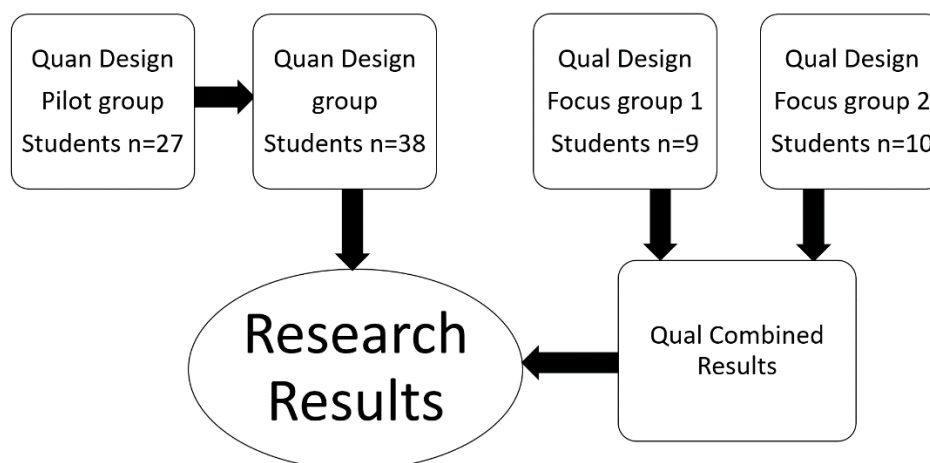 Quan Design
Pilot group
Students n=27
Quan Design
group
Students n=38
Qual Design
Focus group 1
Students n=9
Qual Design
Focus group 2
Students n=10
Research
Results
Qual Combined
Results